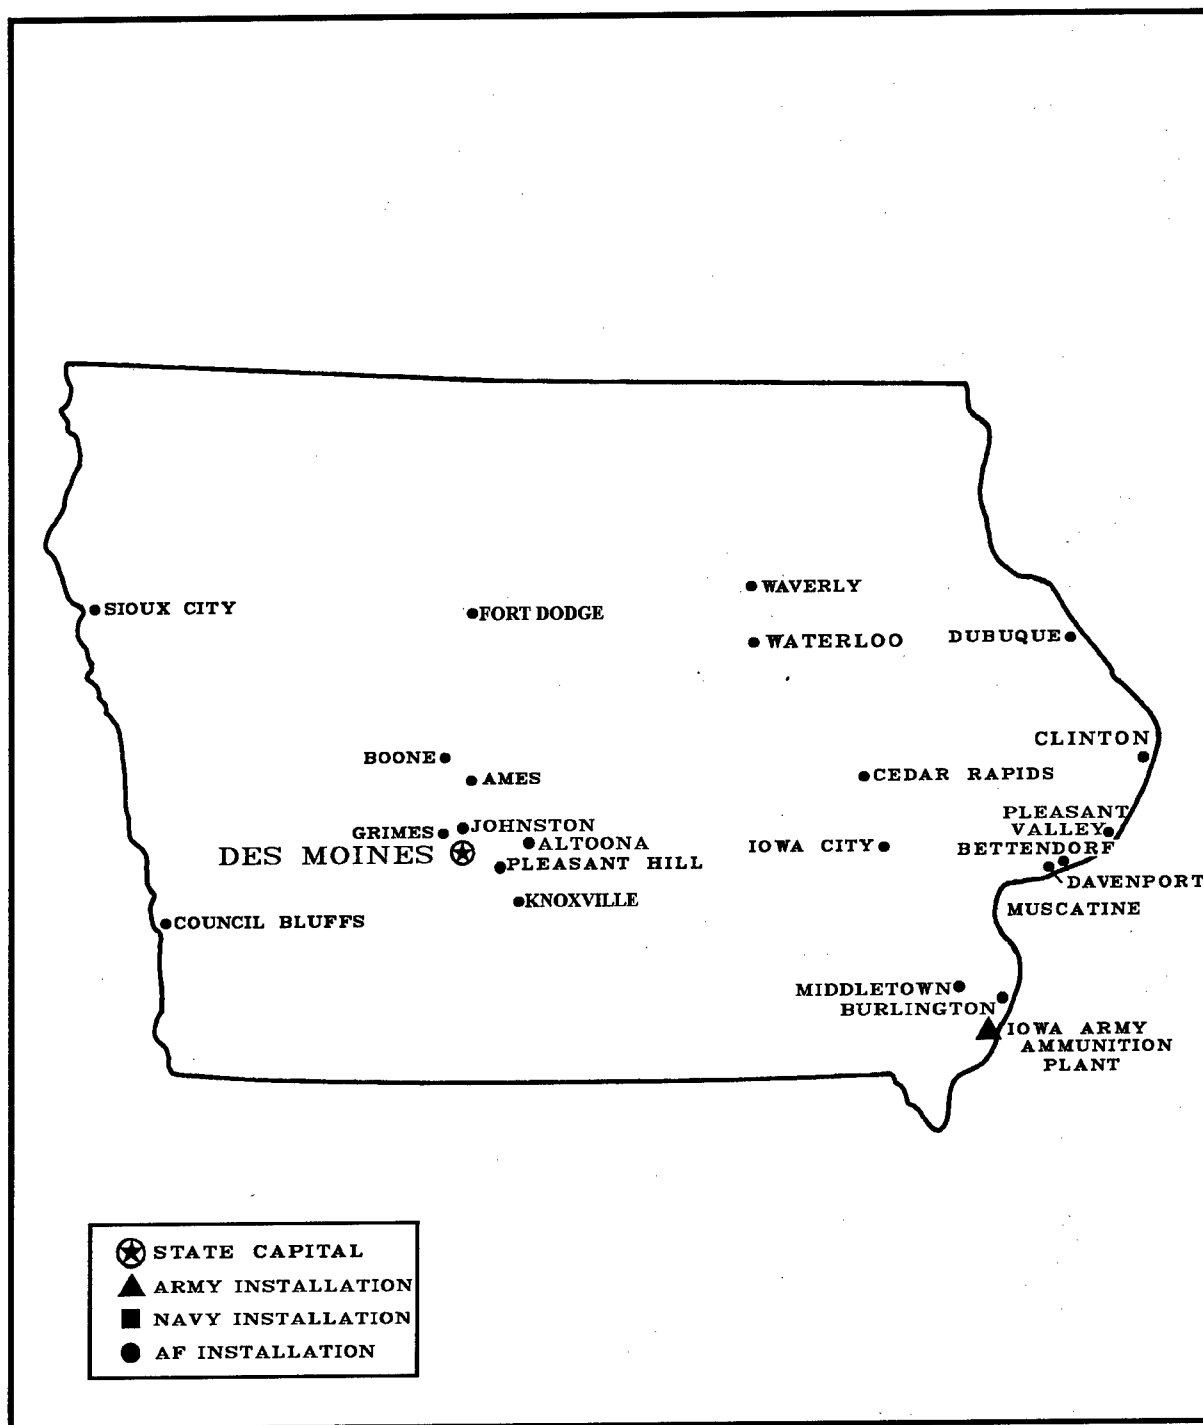 WAVERLY
SIOUX CITY
FORT DODGE
WATERLOO
DUBUQUE
CLINTON
BOONE
AMES
CEDAR RAPIDS
PLEASANT
VALLEY
GRIMES
JOHNSTON
ALTOONA
IOWA CITY
BETTENDORF
DES MOINES
PLEASANT HILL
DAVENPORT
KNOXVILLE
MUSCATINE
COUNCIL BLUFFS
MIDDLETOWN
BURLINGTON
IOWA ARMY
AMMUNITION
PLANT
STATE CAPITAL
ARMY INSTALLATION
NAVY INSTALLATION
AF INSTALLATION